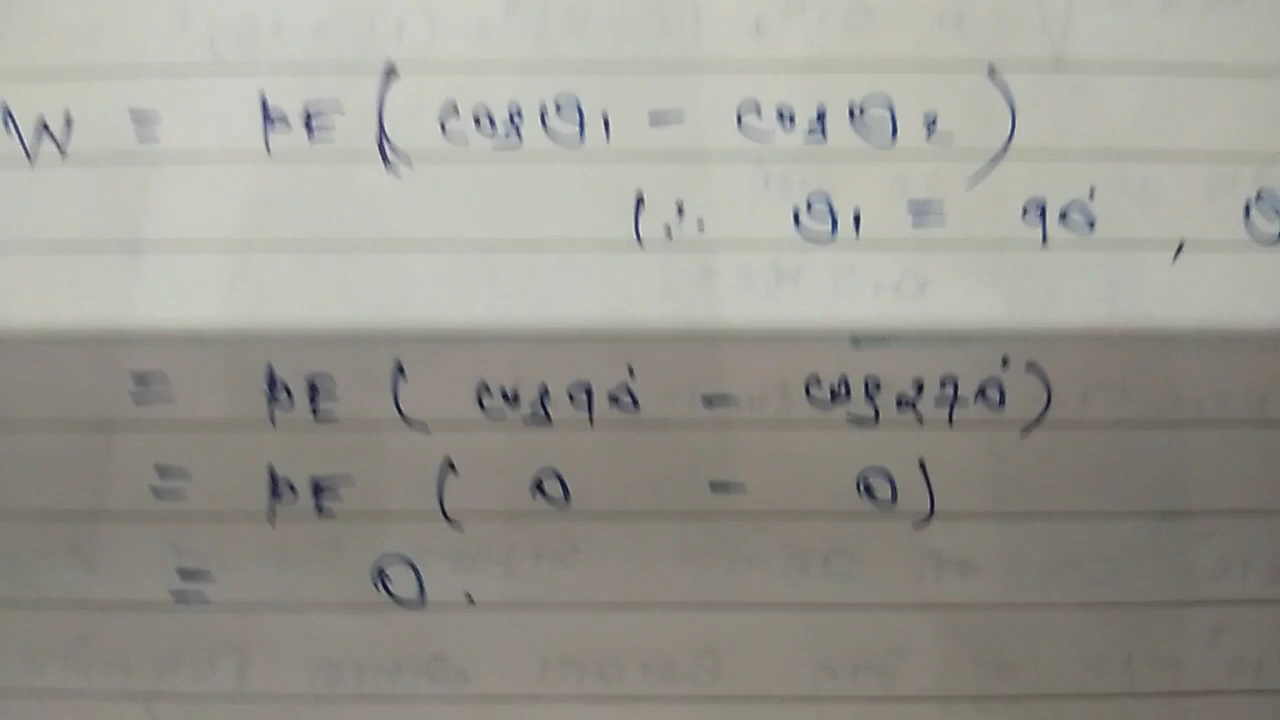 W = PE ( cosθ₁ - cosθ₂ )
(∴ θ₁ = 90° , θ
= PE ( cos90° - cos270° )
= PE ( 0 - 0 )
= 0.